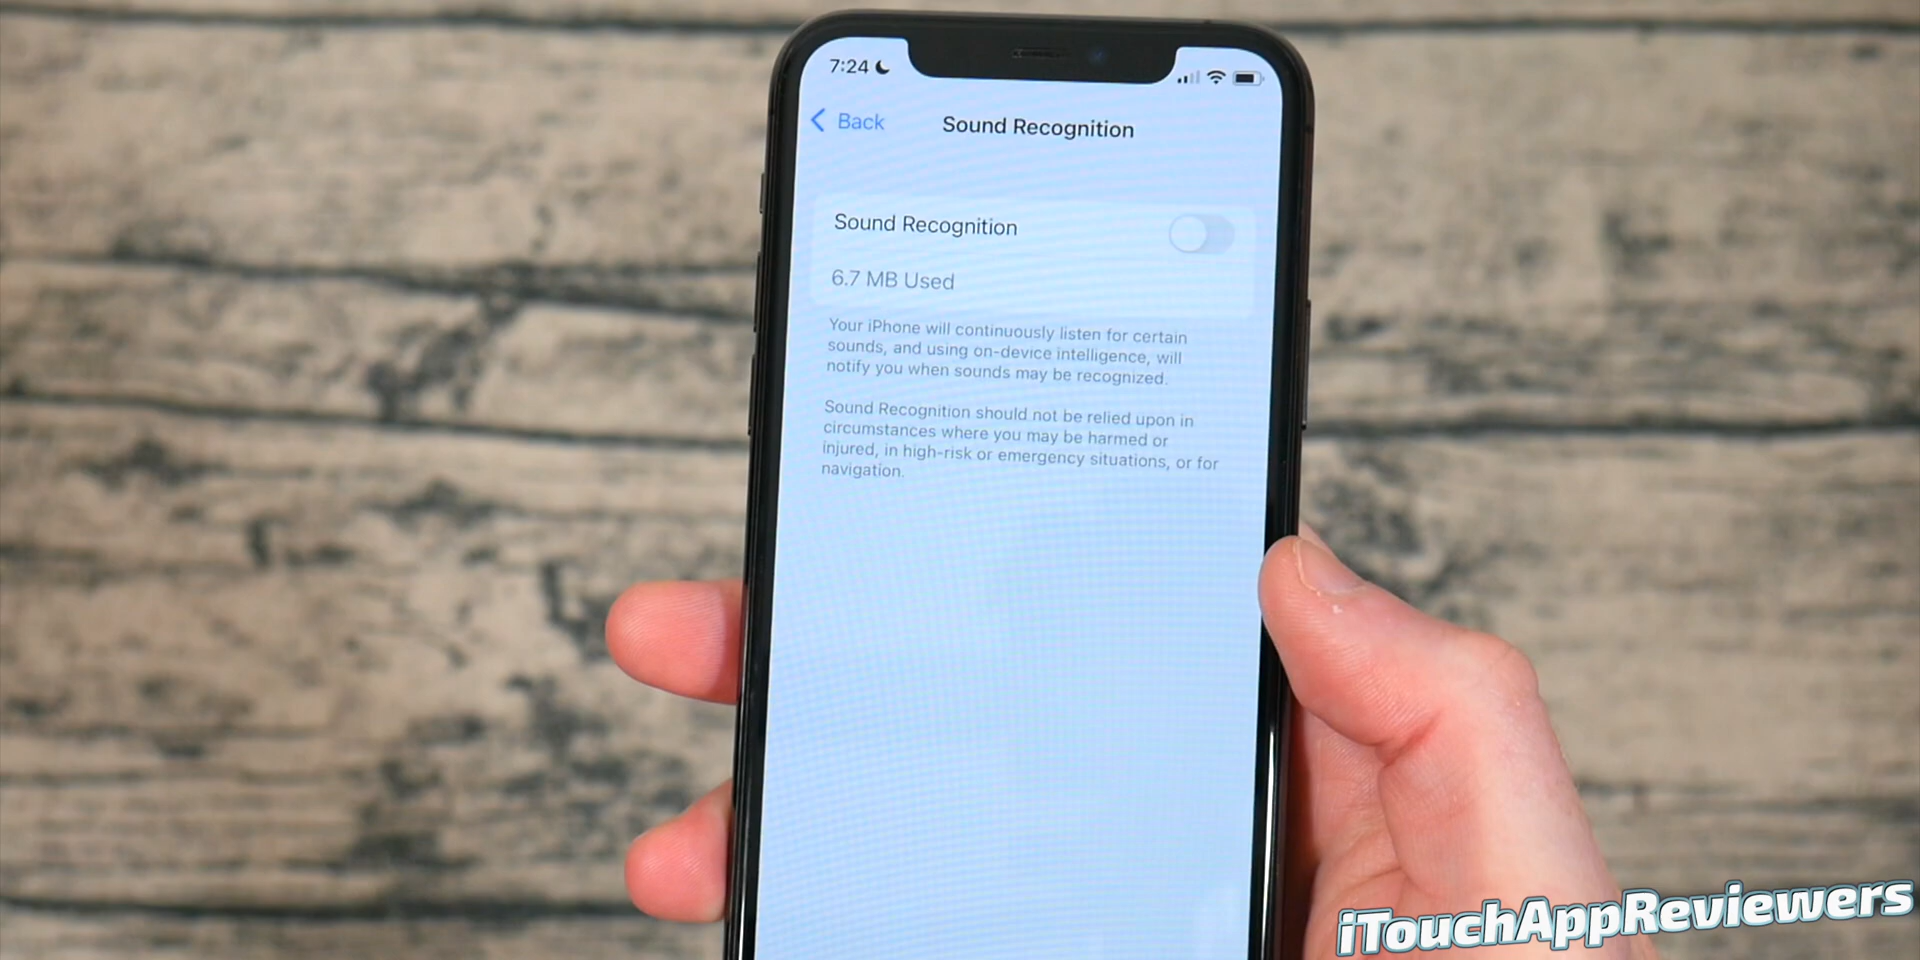 7:24
Back
Sound Recognition
Sound Recognition
6.7 MB Used
Your iPhone will continuously listen for certain
sounds, and using on-device intelligence, will
notify you when sounds may be recognized.
Sound Recognition should not be relied upon in
circumstances where you may be harmed or
injured, in high-risk or emergency situations, or for
navigation.
iTouchAppReviewers